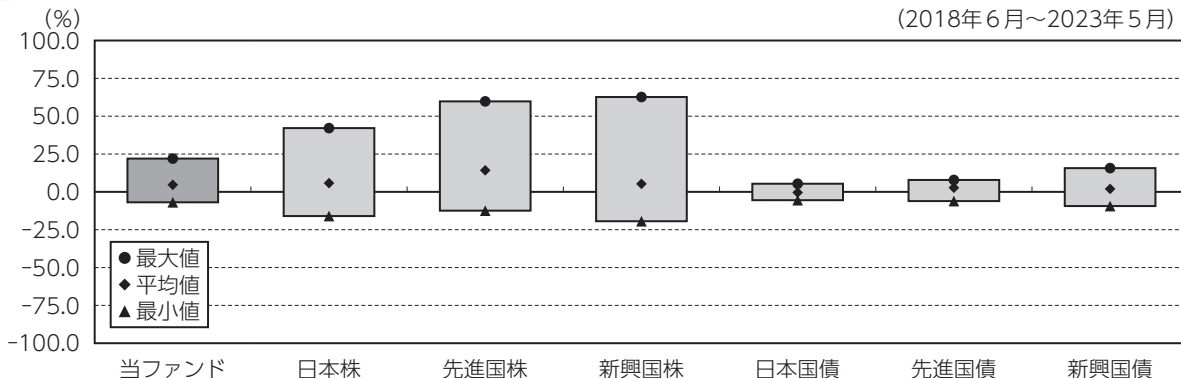 (%)
(2018年6月~2023年5月)
100.0
75.0
50.0
25.0
0.0
-25.0
-50.0
-75.0
-100.0
●最大値
◆平均値
▲最小値
当ファンド 日本株 先進国株 新興国株 日本国債 先進国債 新興国債